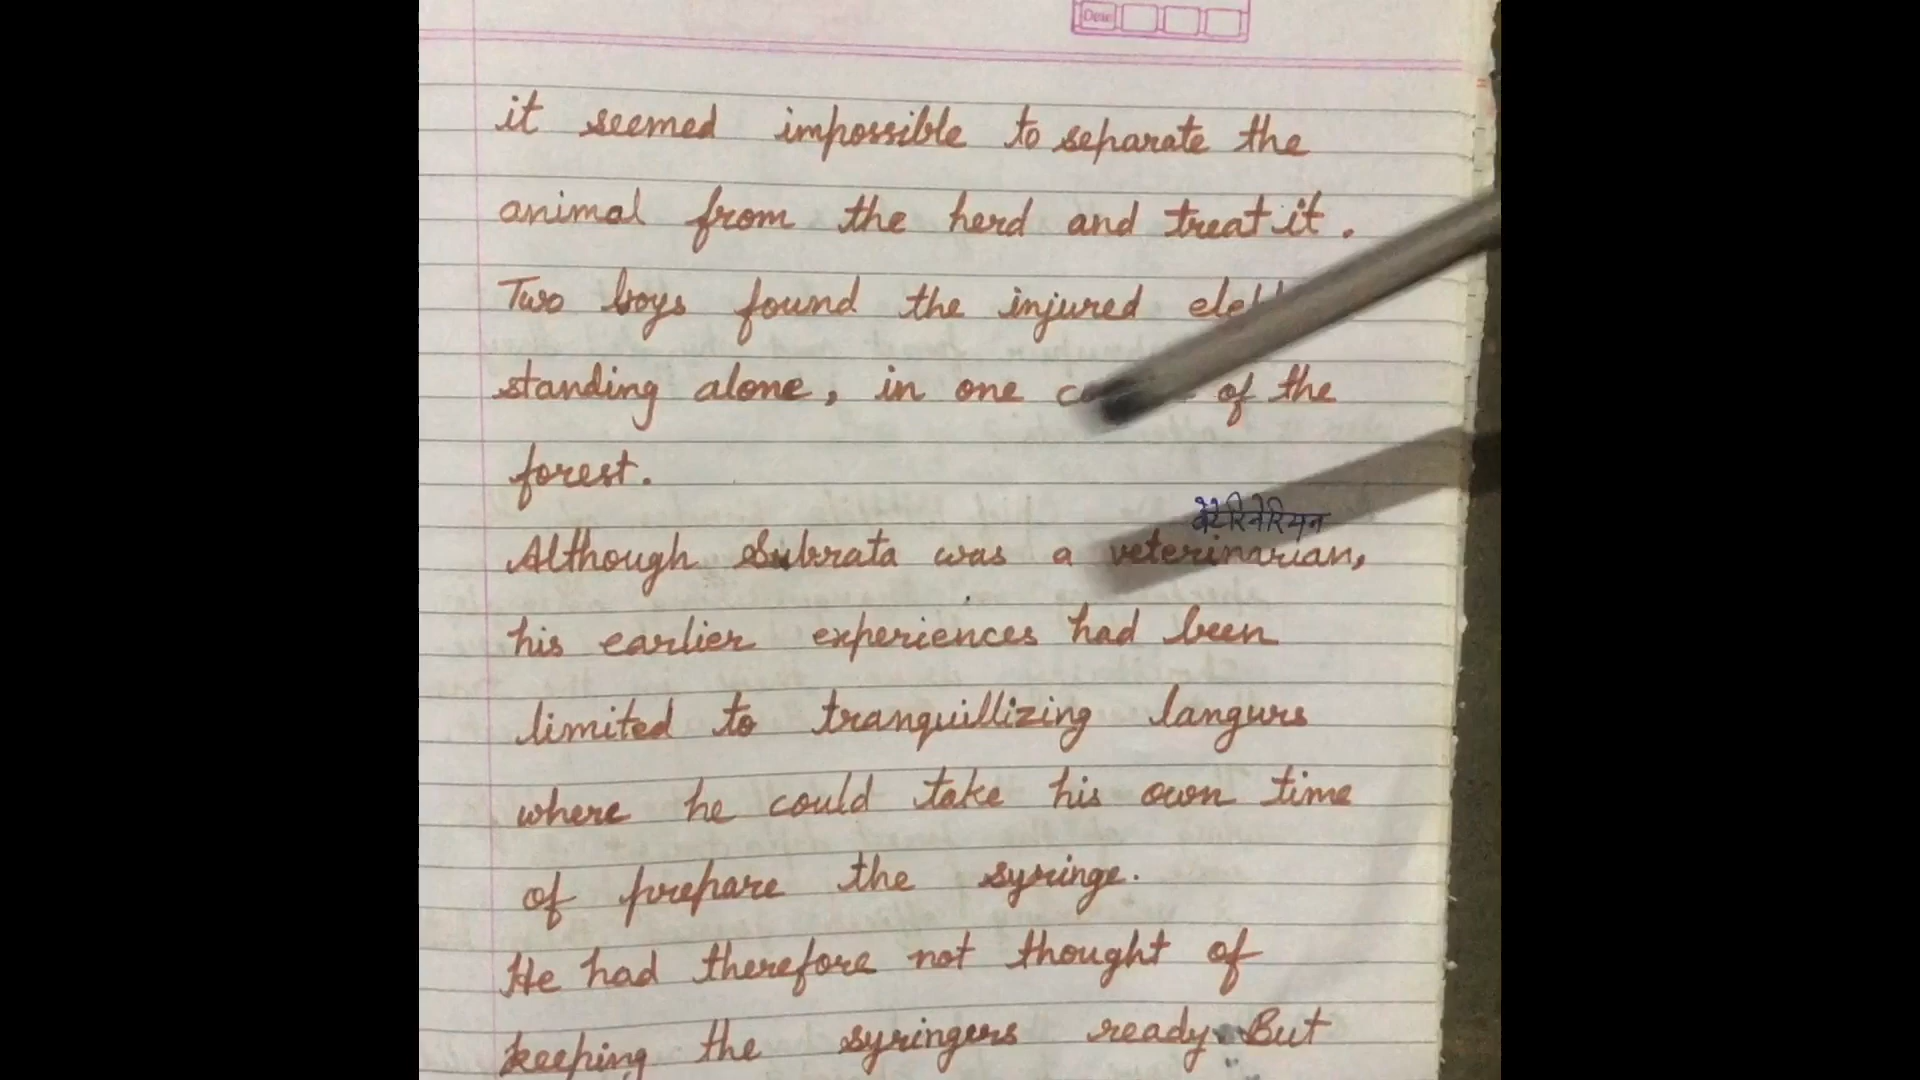 Date
it seemed impossible to separate the
animal from the herd and treat it.
Two boys found the injured
standing alone, in one of the
forest.
वेटेरिनेरियन
Although Subrata was a veterinarian,
his earlier experiences had been
limited to tranquillizing langurs
where he could take his own time
of prepare the syringe.
He had therefore not thought of
keeping the syringers ready. But